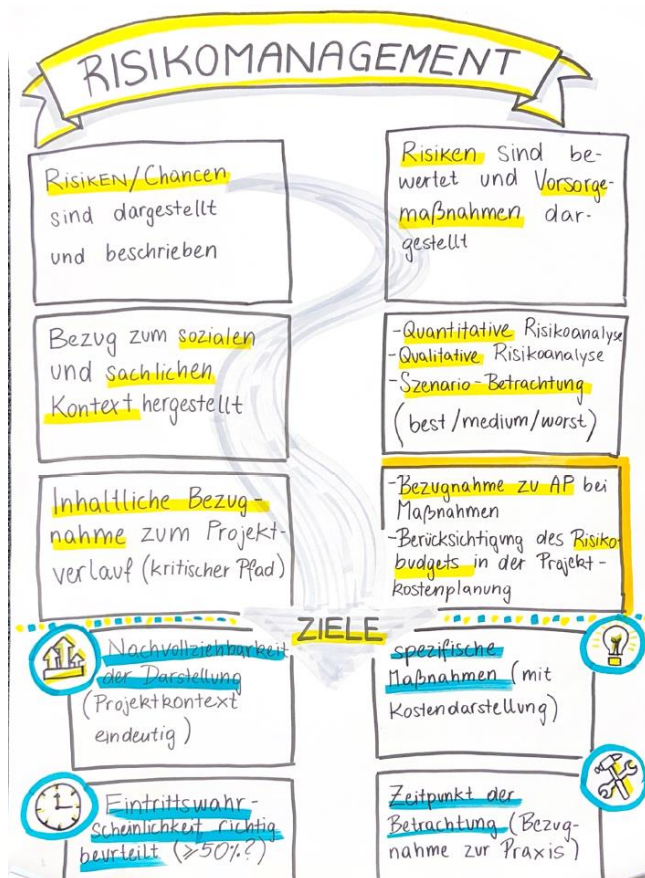 RISIKOMANAGEMENT
RISIKEN/Chancen
sind dargestellt
und beschrieben
Risiken sind be-
wertet und Vorsorge-
maßnahmen dar-
gestellt
Bezug zum sozialen
und sachlichen
Kontext hergestellt
-Quantitative Risikoanalyse
-Qualitative Risikoanalyse
-Szenario-Betrachtung
(best/medium/worst)
Inhaltliche Bezug-
nahme zum Projekt-
verlauf (kritischer Pfad)
-Bezugnahme zu AP bei
Maßnahmen
-Berücksichtigung des Risiko-
budgets in der Projekt-
kostenplanung
ZIELE
Nachvollziehbarkeit
der Darstellung
(Projektkontext
eindeutig)
spezifische
Maßnahmen (mit
Kostendarstellung)
Eintrittswahr-
scheinlichkeit richtig
beurteilt (≥50%?)
Zeitpunkt der
Betrachtung (Bezug-
nahme zur Praxis)